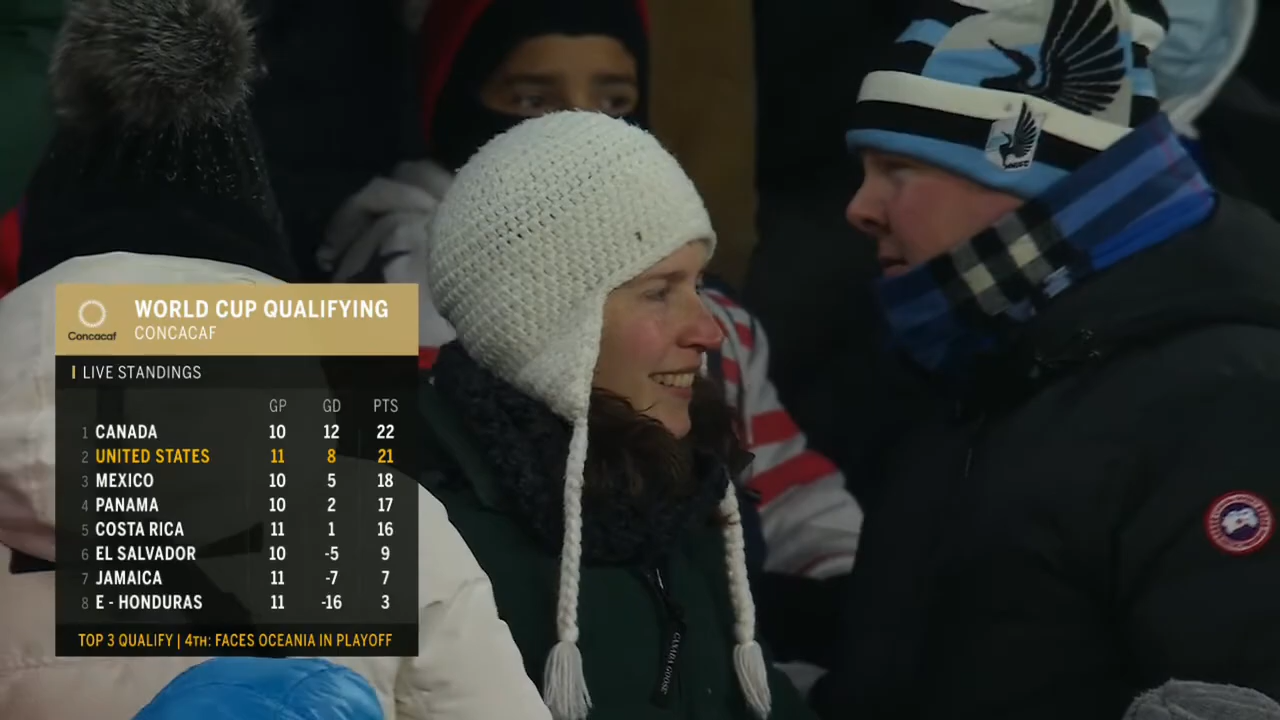 WORLD CUP QUALIFYING
Concacaf
CONCACAF
LIVE STANDINGS
GP GD PTS
1 CANADA 10 12 22
2 UNITED STATES 11 8 21
3 MEXICO 10 5 18
4 PANAMA 10 2 17
5 COSTA RICA 11 1 16
6 EL SALVADOR 10 -5 9
7 JAMAICA 11 -7 7
8 E - HONDURAS 11 -16 3
TOP 3 QUALIFY | 4TH: FACES OCEANIA IN PLAYOFF
CANADA GOOSE